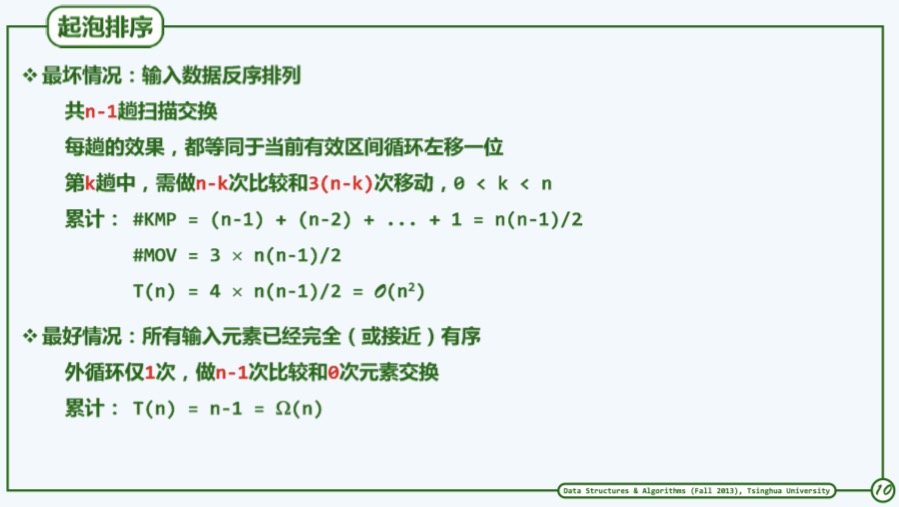 起泡排序
❖ 最坏情况：输入数据反序排列
共n-1趟扫描交换
每趟的效果，都等同于当前有效区间循环左移一位
第k趟中，需做n-k次比较和3(n-k)次移动，0 < k < n
累计： #KMP = (n-1) + (n-2) + ... + 1 = n(n-1)/2
#MOV = 3 × n(n-1)/2
T(n) = 4 × n(n-1)/2 = O(n²)
❖ 最好情况：所有输入元素已经完全（或接近）有序
外循环仅1次，做n-1次比较和0次元素交换
累计： T(n) = n-1 = Ω(n)
Data Structures & Algorithms (Fall 2013), Tsinghua University
10